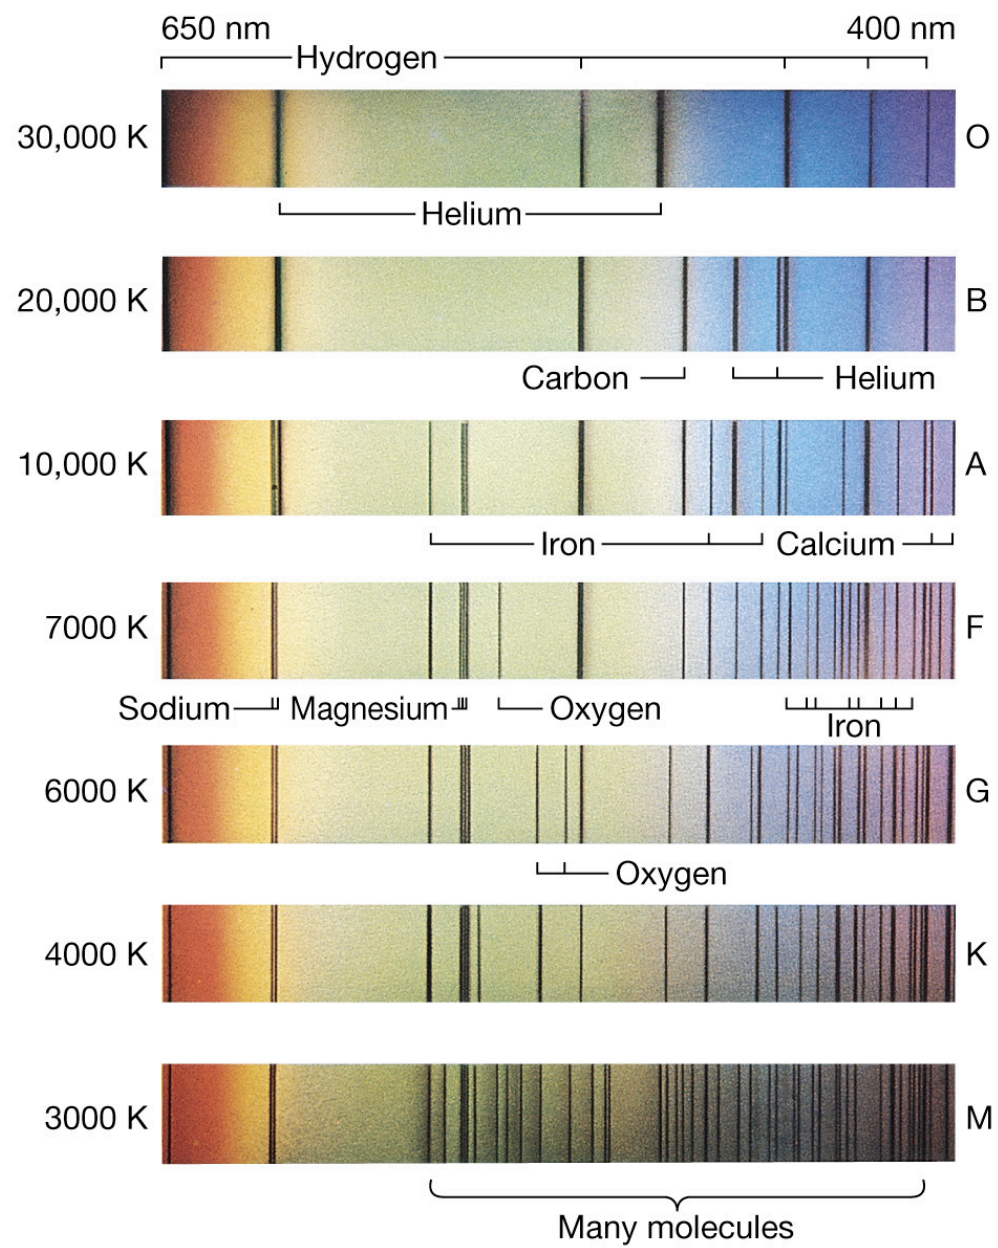 650 nm 400 nm
Hydrogen
30,000 K O
Helium
20,000 K B
Carbon Helium
10,000 K A
Iron Calcium
7000 K F
Sodium Magnesium Oxygen Iron
6000 K G
Oxygen
4000 K K
3000 K M
Many molecules